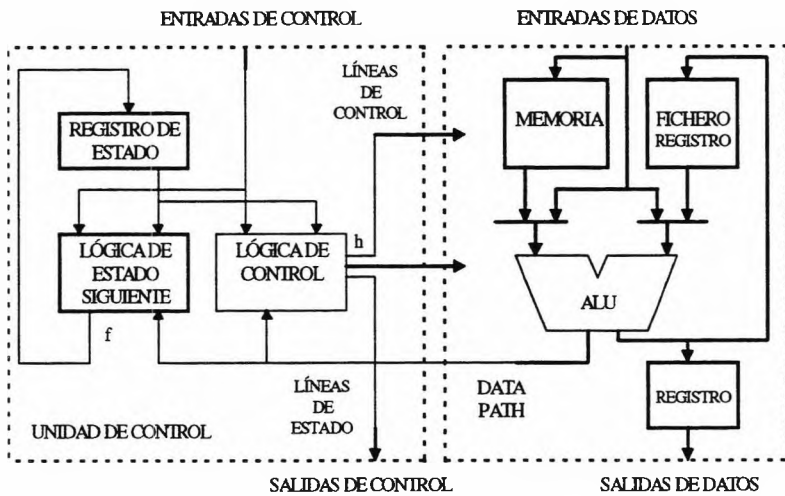 ENTRADAS DE CONTROL
ENTRADAS DE DATOS
LÍNEAS
DE
CONTROL
REGISTRO DE
ESTADO
MEMORIA
FICHERO
REGISTRO
LÓGICA DE
ESTADO
SIGUIENTE
LÓGICA DE
CONTROL
h
ALU
f
LÍNEAS
DE
ESTADO
DATA
PATH
REGISTRO
UNIDAD DE CONTROL
SALIDAS DE CONTROL
SALIDAS DE DATOS